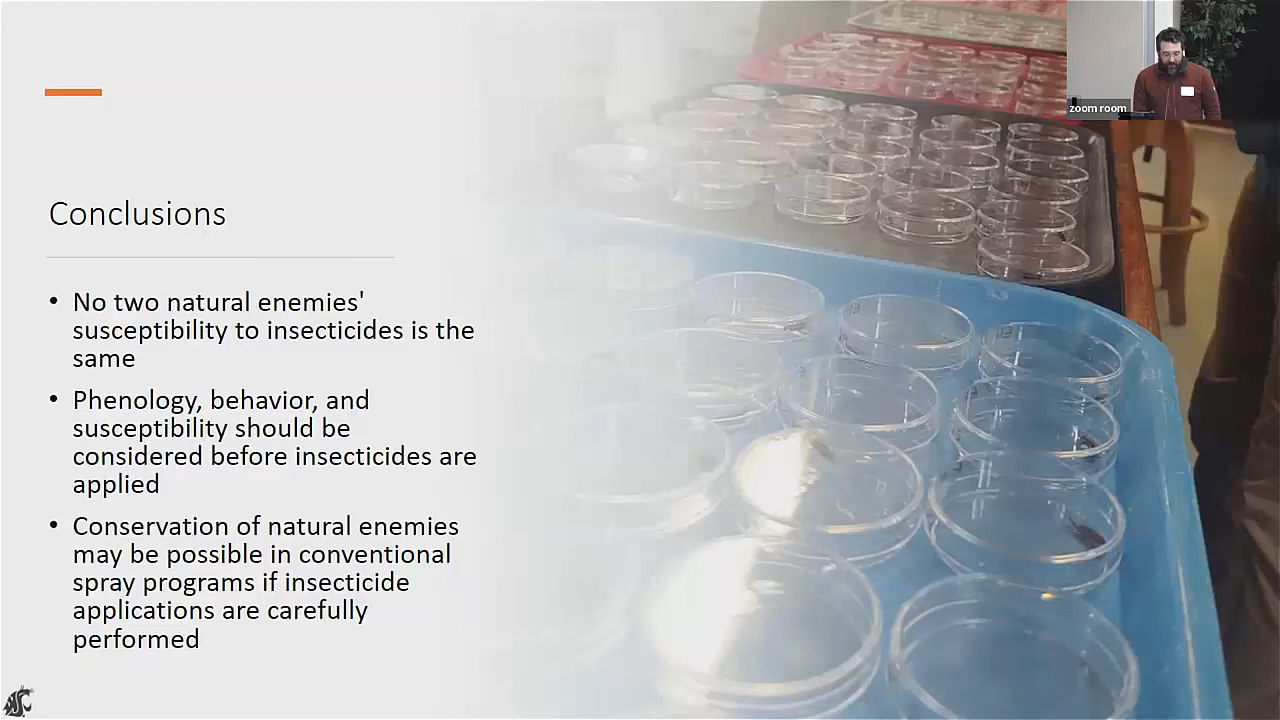 zoom room
Conclusions
• No two natural enemies'
susceptibility to insecticides is the
same
• Phenology, behavior, and
susceptibility should be
considered before insecticides are
applied
• Conservation of natural enemies
may be possible in conventional
spray programs if insecticide
applications are carefully
performed